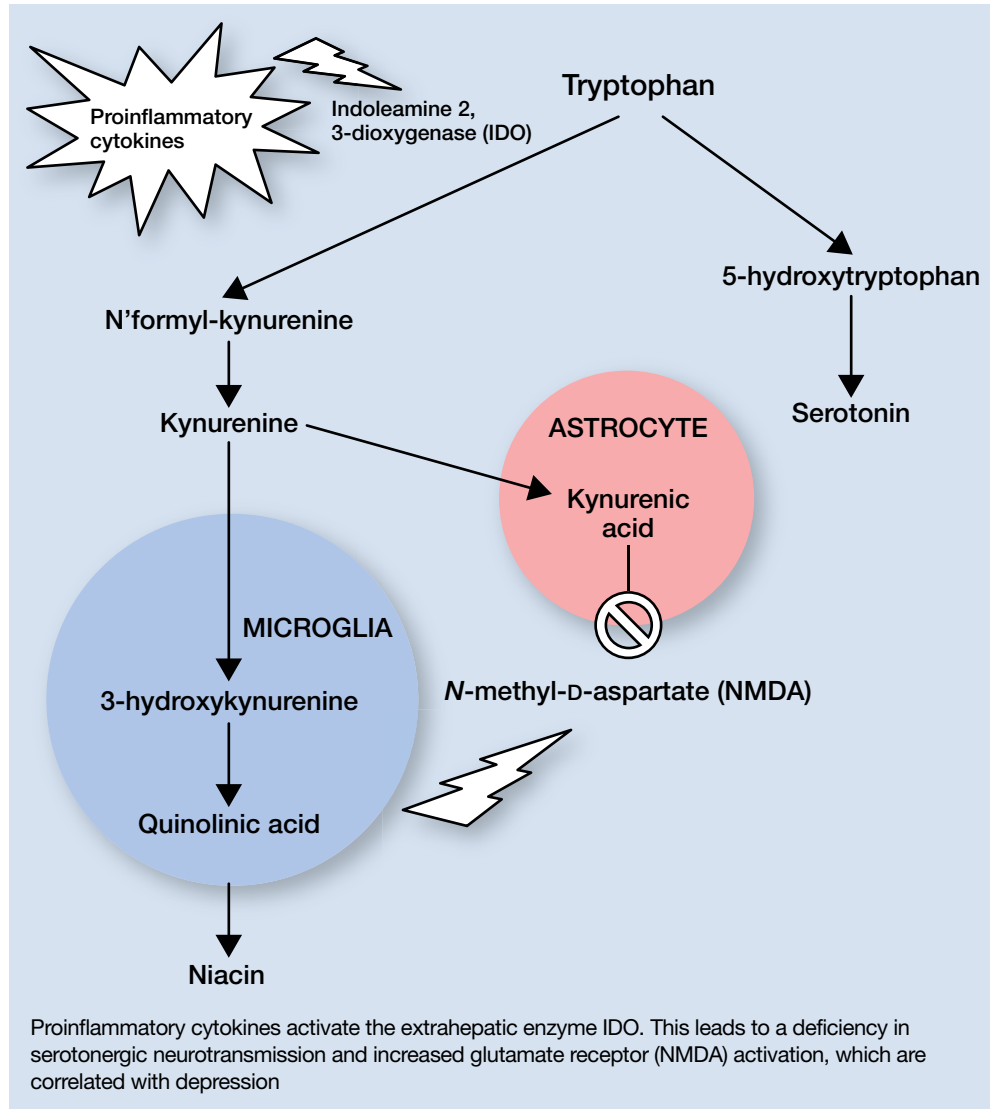 Proinflammatory
cytokines
Indoleamine 2,
3-dioxygenase (IDO)
Tryptophan
5-hydroxytryptophan
Serotonin
N’formyl-kynurenine
Kynurenine
ASTROCYTE
Kynurenic
acid
MICROGLIA
3-hydroxykynurenine
N-methyl-D-aspartate (NMDA)
Quinolinic acid
Niacin
Proinflammatory cytokines activate the extrahepatic enzyme IDO. This leads to a deficiency in
serotonergic neurotransmission and increased glutamate receptor (NMDA) activation, which are
correlated with depression